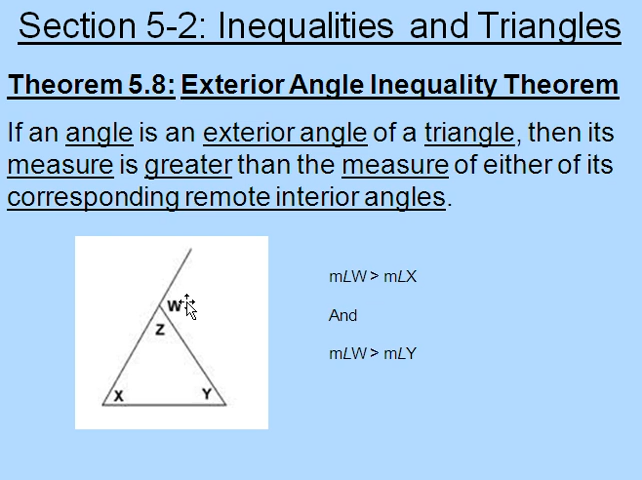 Section 5-2: Inequalities and Triangles
Theorem 5.8: Exterior Angle Inequality Theorem
If an angle is an exterior angle of a triangle, then its
measure is greater than the measure of either of its
corresponding remote interior angles.
mLW > mLX
And
mLW > mLY
W
Z
X Y